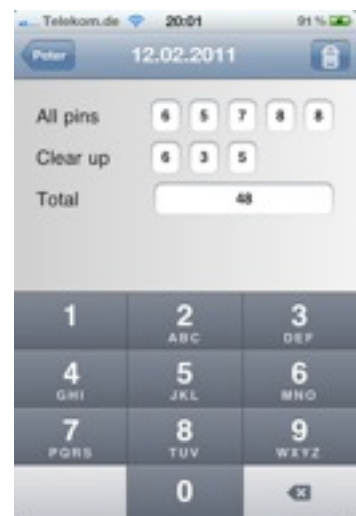 Telekom.de 20:01 91 %
Peter 12.02.2011
All pins 6 5 7 8 8
Clear up 6 3 5
Total 48
1 2 3
ABC DEF
4 5 6
GHI JKL MNO
7 8 9
PQRS TUV WXYZ
0